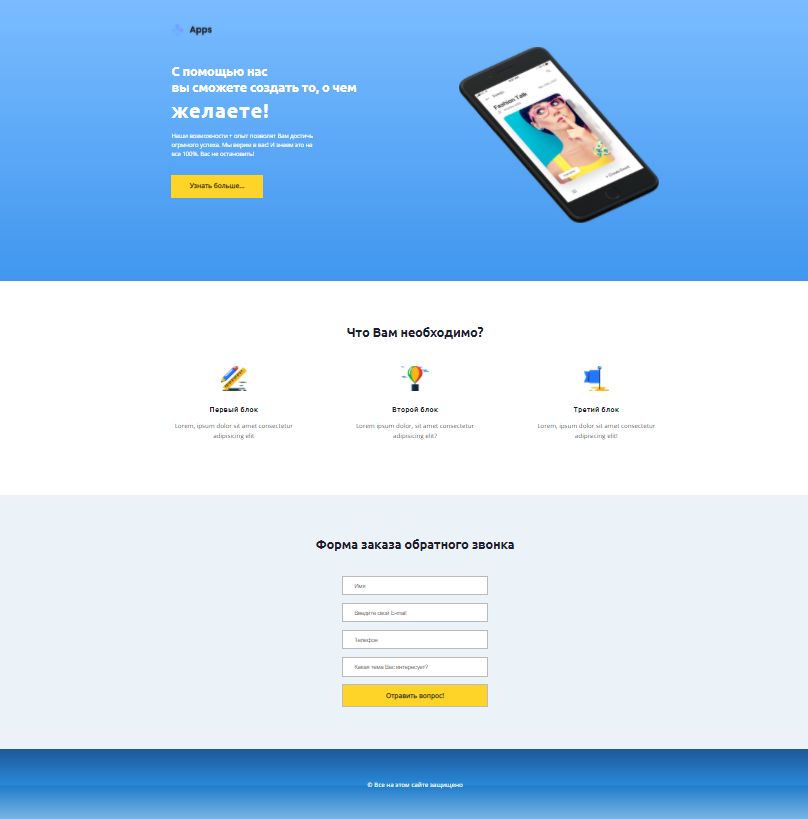 Apps
С помощью нас
вы сможете создать то, о чем
желаете!
Наши возможности + опыт позволят Вам достичь
огрмного успеха. Мы верим в вас! И знаем это не
все 100%. Вас не остановить!
Узнать больше...
Fashion Talk
Что Вам необходимо?
Первый блок
Lorem, ipsum dolor sit amet consectetur
adipisicing elit
Второй блок
Lorem ipsum dolor, sit amet consectetur
adipisicing elit?
Третий блок
Lorem, ipsum dolor sit amet consectetur
adipisicing elit!
Форма заказа обратного звонка
Имя
Введите свой E-mail
Телефон
Какая тема Вас интересует?
Отравить вопрос!
© Все на этом сайте защищено